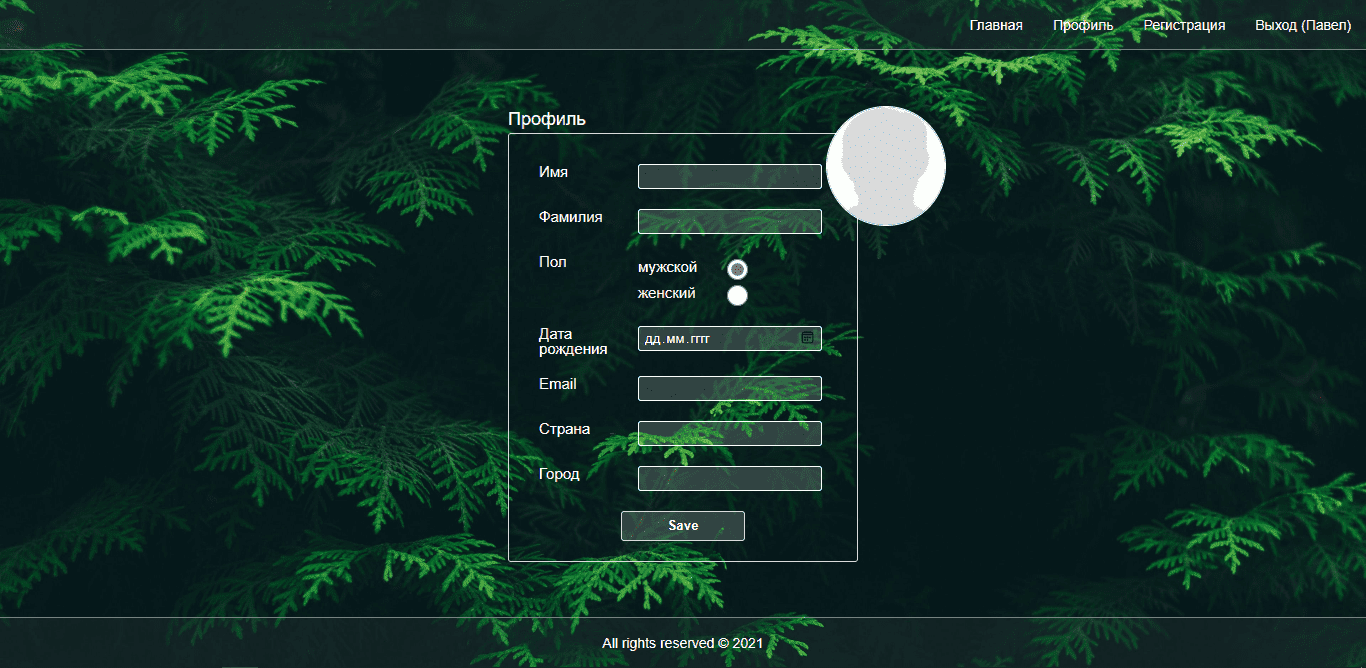 Главная Профиль Регистрация Выход (Павел)
Профиль
Имя
Фамилия
Пол
мужской
женский
Дата
рождения
дд.мм.гггг
Email
Страна
Город
Save
All rights reserved © 2021